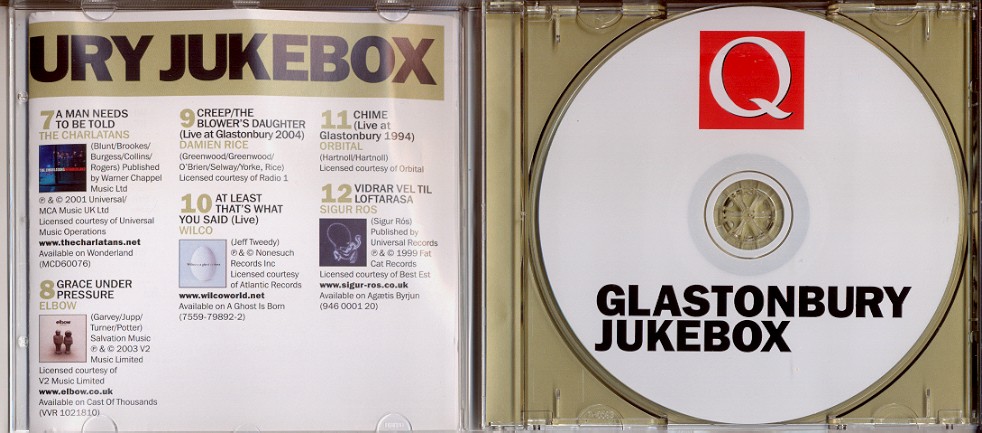 URY JUKEBOX
7 A MAN NEEDS
TO BE TOLD
THE CHARLATANS
(Blunt/Brookes/
Burgess/Collins/
Rogers) Published
by Warner Chappel
Music Ltd
℗ & © 2001 Universal/
MCA Music UK Ltd
Licensed courtesy of Universal
Music Operations
www.thecharlatans.net
Available on Wonderland
(MCD60076)
8 GRACE UNDER
PRESSURE
ELBOW
elbow
(Garvey/Jupp/
Turner/Potter)
Salvation Music
℗ & © 2003 V2
Music Limited
Licensed courtesy of
V2 Music Limited
www.elbow.co.uk
Available on Cast Of Thousands
(VVR 1021810)
9 CREEP/THE
BLOWER'S DAUGHTER
(Live at Glastonbury 2004)
DAMIEN RICE
(Greenwood/Greenwood/
O'Brien/Selway/Yorke, Rice)
Licensed courtesy of Radio 1
10 AT LEAST
THAT'S WHAT
YOU SAID (Live)
WILCO
(Jeff Tweedy)
℗ & © Nonesuch
Records Inc
Licensed courtesy
of Atlantic Records
www.wilcoworld.net
Available on A Ghost Is Born
(7559-79892-2)
11 CHIME
(Live at
Glastonbury 1994)
ORBITAL
(Hartnoll/Hartnoll)
Licensed courtesy of Orbital
12 VIDRAR VEL TIL
LOFTARASA
SIGUR ROS
(Sigur Rós)
Published by
Universal Records
℗ & © 1999 Fat
Cat Records
Licensed courtesy of Best Est
www.sigur-ros.co.uk
Available on Agætis Byrjun
(946 0001 20)
Q
GLASTONBURY
JUKEBOX